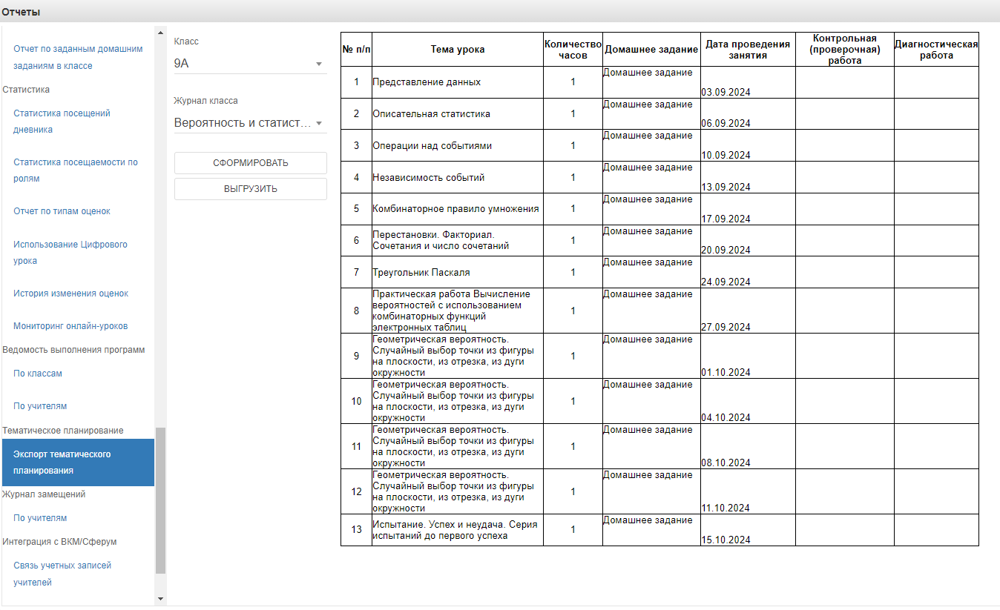 Отчеты
Отчет по заданным домашним
заданиям в классе
Статистика
Статистика посещений
дневника
Статистика посещаемости по
ролям
Отчет по типам оценок
Использование Цифрового
урока
История изменения оценок
Мониторинг онлайн-уроков
Ведомость выполнения программ
По классам
По учителям
Тематическое планирование
Экспорт тематического
планирования
Журнал замещений
По учителям
Интеграция с ВКМ/Сферум
Связь учетных записей
учителей
Класс
9А
Журнал класса
Вероятность и статист...
СФОРМИРОВАТЬ
ВЫГРУЗИТЬ
№ п/п
Тема урока
Количество
часов
Домашнее задание
Дата проведения
занятия
Контрольная
(проверочная)
работа
Диагностическая
работа
1
Представление данных
1
Домашнее задание
03.09.2024
2
Описательная статистика
1
Домашнее задание
06.09.2024
3
Операции над событиями
1
Домашнее задание
10.09.2024
4
Независимость событий
1
Домашнее задание
13.09.2024
5
Комбинаторное правило умножения
1
Домашнее задание
17.09.2024
6
Перестановки. Факториал.
Сочетания и число сочетаний
1
Домашнее задание
20.09.2024
7
Треугольник Паскаля
1
Домашнее задание
24.09.2024
8
Практическая работа Вычисление
вероятностей с использованием
комбинаторных функций
электронных таблиц
1
Домашнее задание
27.09.2024
9
Геометрическая вероятность.
Случайный выбор точки из фигуры
на плоскости, из отрезка, из дуги
окружности
1
Домашнее задание
01.10.2024
10
Геометрическая вероятность.
Случайный выбор точки из фигуры
на плоскости, из отрезка, из дуги
окружности
1
Домашнее задание
04.10.2024
11
Геометрическая вероятность.
Случайный выбор точки из фигуры
на плоскости, из отрезка, из дуги
окружности
1
Домашнее задание
08.10.2024
12
Геометрическая вероятность.
Случайный выбор точки из фигуры
на плоскости, из отрезка, из дуги
окружности
1
Домашнее задание
11.10.2024
13
Испытание. Успех и неудача. Серия
испытаний до первого успеха
1
Домашнее задание
15.10.2024